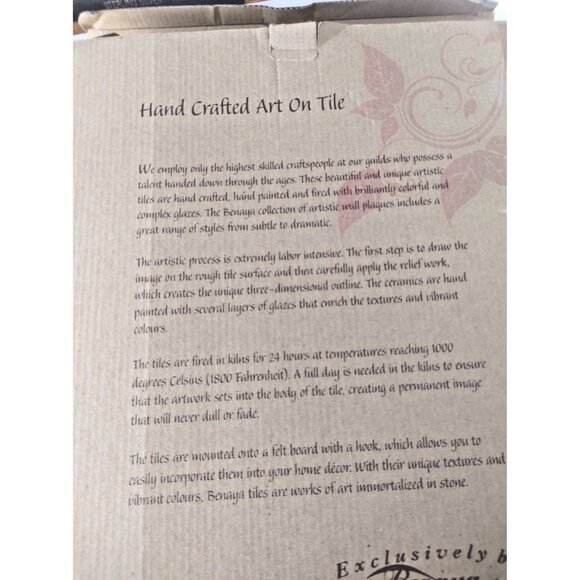 Hand Crafted Art On Tile
We employ only the highest skilled craftspeople at our guilds who possess a
talent handed down through the ages. These beautiful and unique artistic
tiles are hand crafted, hand painted and fired with brilliantly colorful and
complex glazes. The Benaya collection of artistic wall plaques includes a
great range of styles from subtle to dramatic.
The artistic process is extremely labor intensive. The first step is to draw the
image on the rough tile surface and then carefully apply the relief work,
which creates the unique three-dimensional outline. The ceramics are hand
painted with several layers of glazes that enrich the textures and vibrant
colours.
The tiles are fired in kilns for 24 hours at temperatures reaching 1000
degrees Celsius (1800 Fahrenheit). A full day is needed in the kilns to ensure
that the artwork sets into the body of the tile, creating a permanent image
that will never dull or fade.
The tiles are mounted onto a felt board with a hook, which allows you to
easily incorporate them into your home décor. With their unique textures and
vibrant colours, Benaya tiles are works of art immortalized in stone.
Exclusively b
Benaya